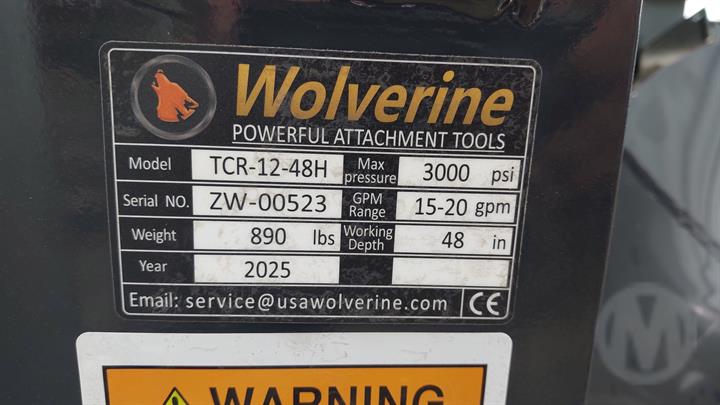 Wolverine
POWERFUL ATTACHMENT TOOLS
Model TCR-12-48H Max pressure 3000 psi
Serial NO. ZW-00523 GPM Range 15-20 gpm
Weight 890 lbs Working Depth 48 in
Year 2025
Email: service@usawolverine.com CE
WARNING
M